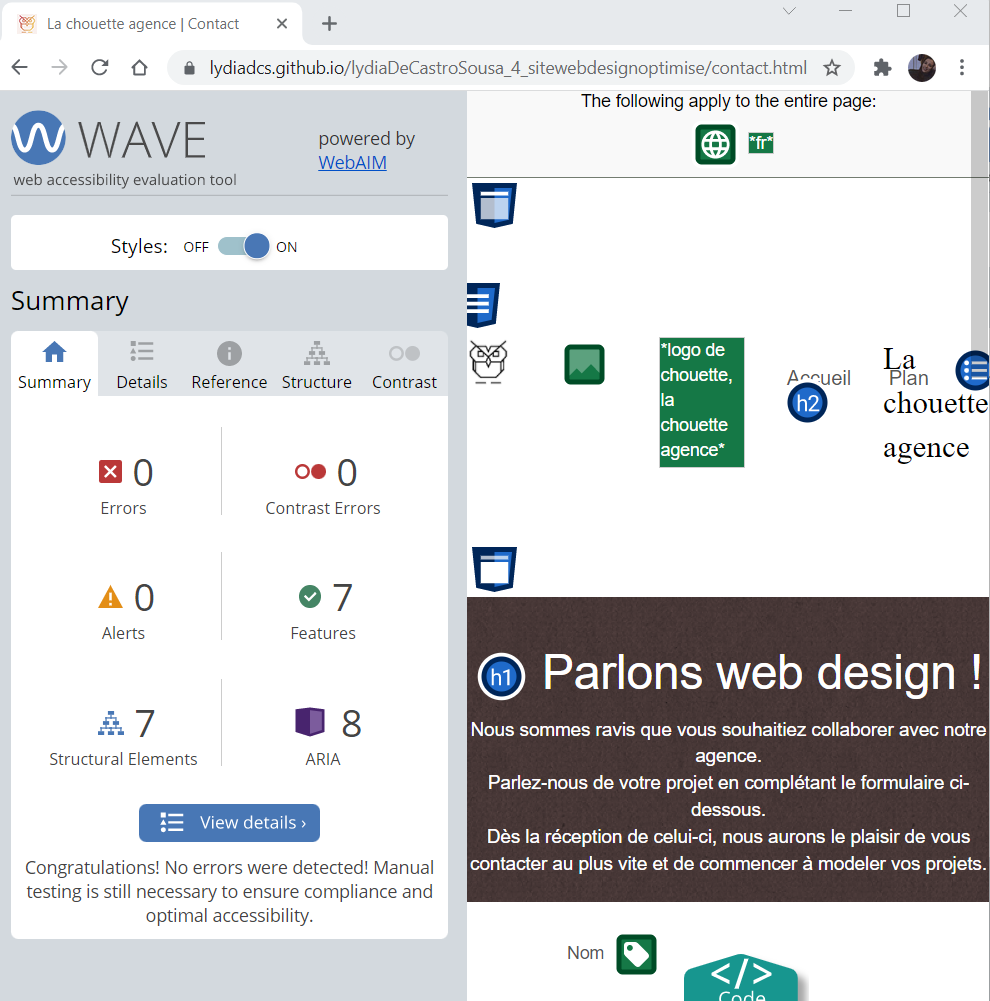 La chouette agence | Contact
lydiadcs.github.io/lydiaDeCastroSousa_4_sitewebdesignoptimise/contact.html
WAVE
powered by
WebAIM
web accessibility evaluation tool
Styles: OFF ON
Summary
Summary Details Reference Structure Contrast
0 0
Errors Contrast Errors
0 7
Alerts Features
7 8
Structural Elements ARIA
View details ›
Congratulations! No errors were detected! Manual
testing is still necessary to ensure compliance and
optimal accessibility.
The following apply to the entire page:
*fr*
*logo de
chouette,
la
chouette
agence*
Accueil
h2
Plan
La
chouette
agence
h1 Parlons web design !
Nous sommes ravis que vous souhaitiez collaborer avec notre
agence.
Parlez-nous de votre projet en complétant le formulaire ci-
dessous.
Dès la réception de celui-ci, nous aurons le plaisir de vous
contacter au plus vite et de commencer à modeler vos projets.
Nom
</>
Code